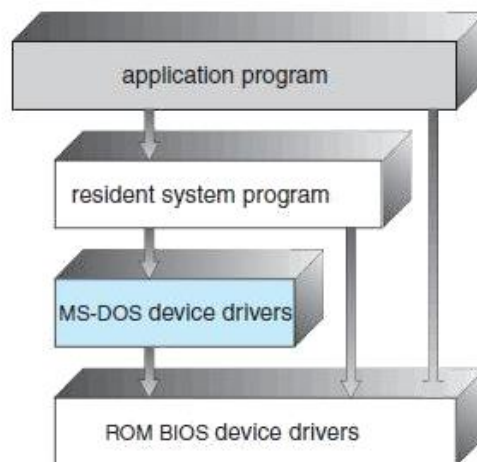 application program
resident system program
MS-DOS device drivers
ROM BIOS device drivers